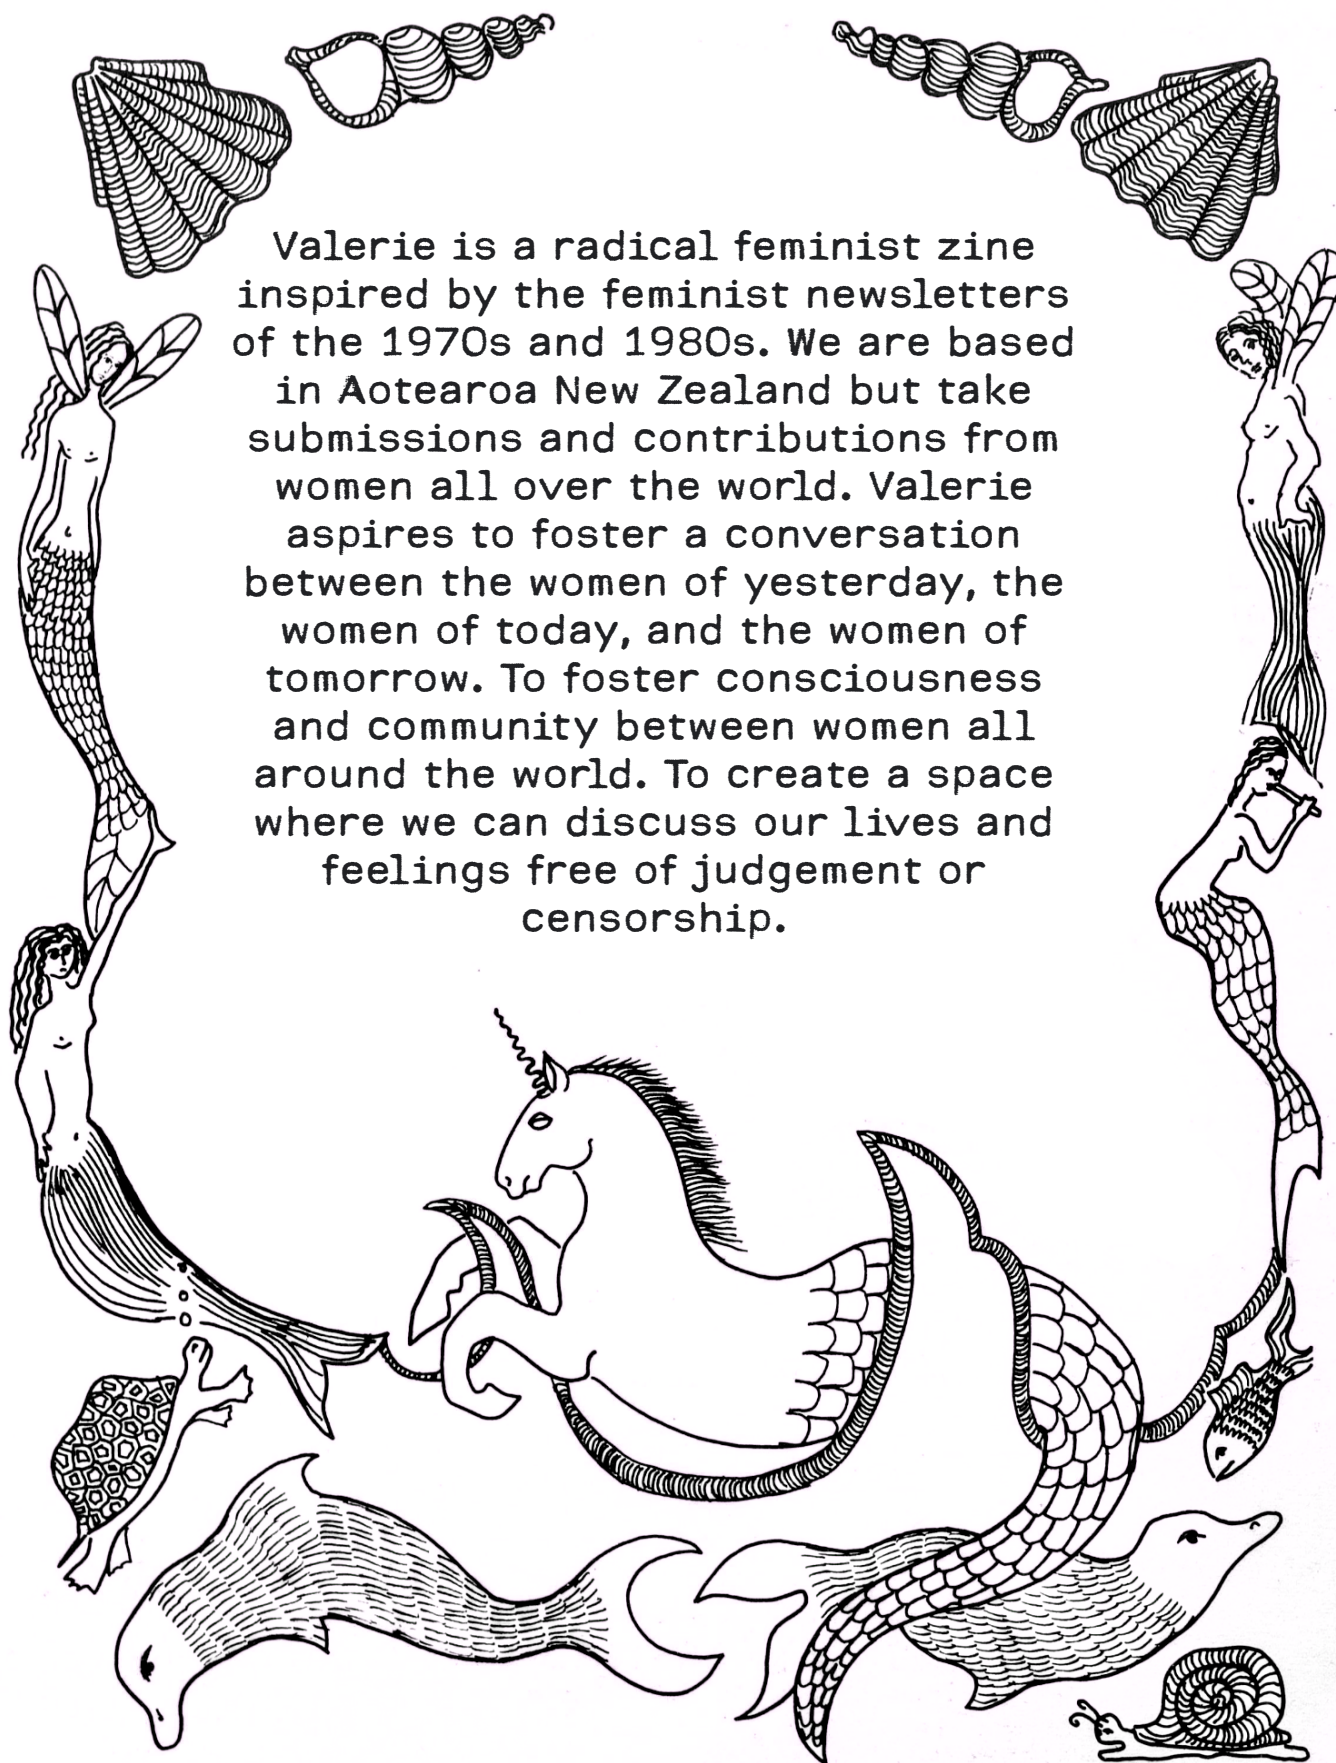 Valerie is a radical feminist zine
inspired by the feminist newsletters
of the 1970s and 1980s. We are based
in Aotearoa New Zealand but take
submissions and contributions from
women all over the world. Valerie
aspires to foster a conversation
between the women of yesterday, the
women of today, and the women of
tomorrow. To foster consciousness
and community between women all
around the world. To create a space
where we can discuss our lives and
feelings free of judgement or
censorship.